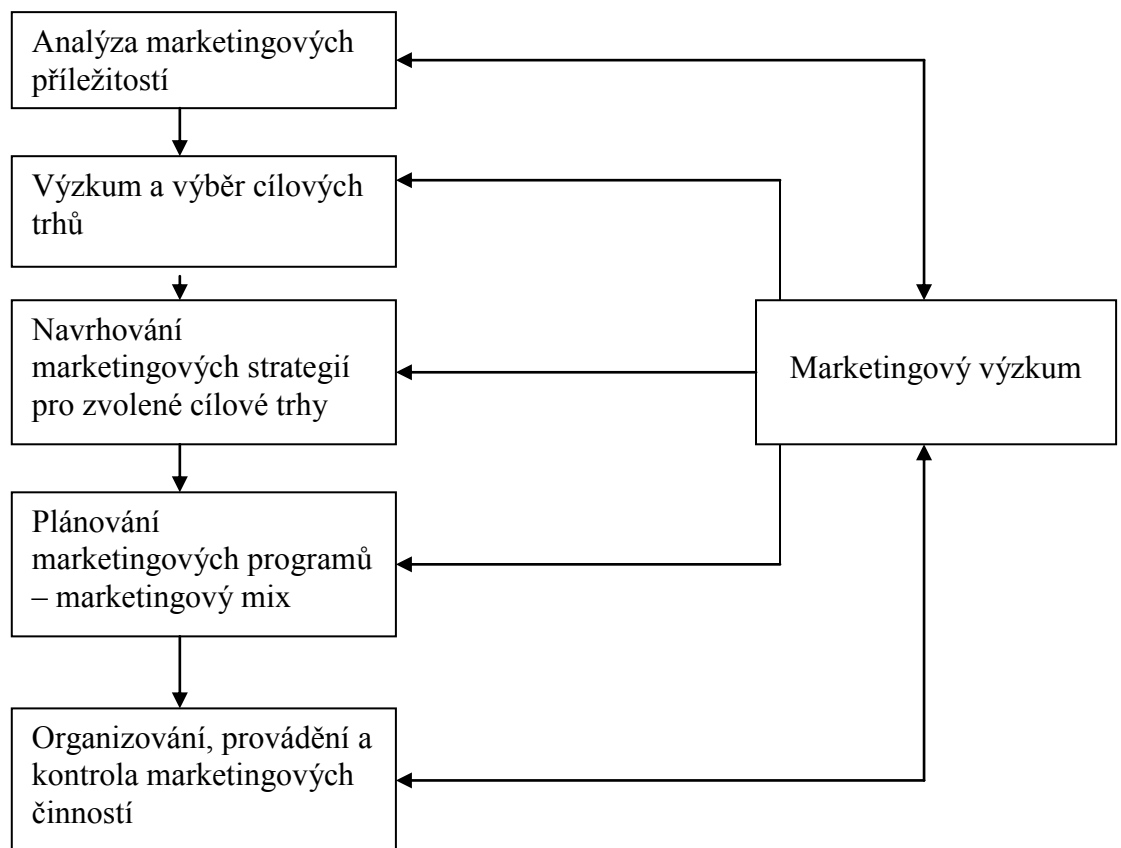 Analýza marketingových
příležitostí
Výzkum a výběr cílových
trhů
Navrhování
marketingových strategií
pro zvolené cílové trhy
Marketingový výzkum
Plánování
marketingových programů
– marketingový mix
Organizování, provádění a
kontrola marketingových
činností